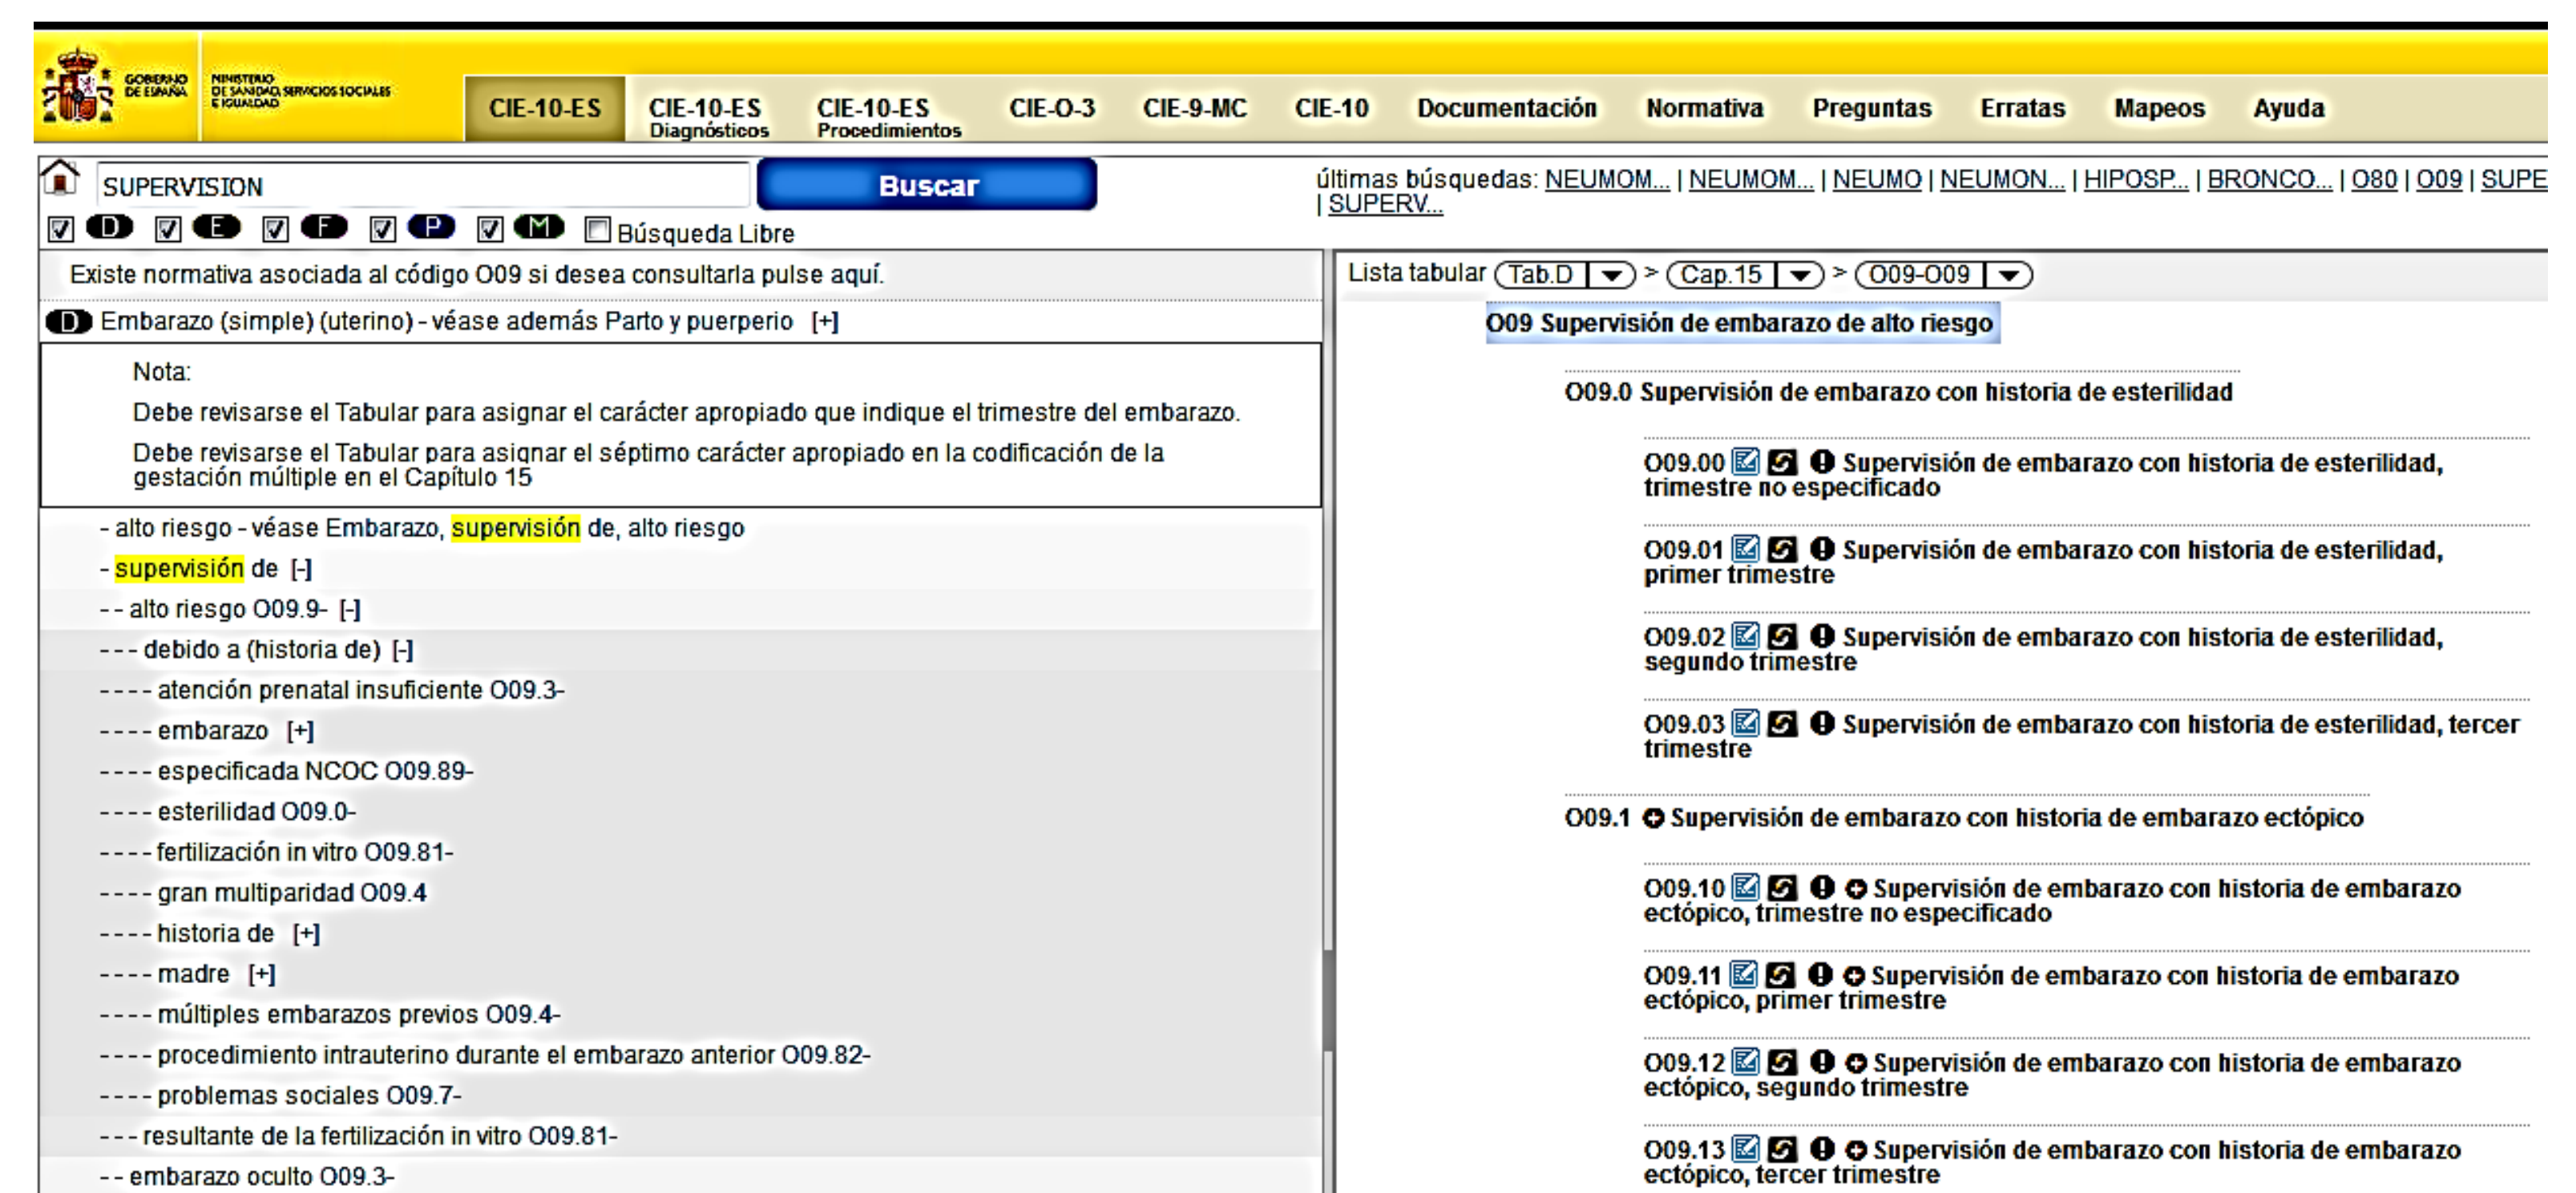 GOBIERNO
DE ESPAÑA
MINISTERIO
DE SANIDAD, SERVICIOS SOCIALES
E IGUALDAD
CIE-10-ES
CIE-10-ES
Diagnósticos
CIE-10-ES
Procedimientos
CIE-O-3
CIE-9-MC
CIE-10
Documentación
Normativa
Preguntas
Erratas
Mapeos
Ayuda
SUPERVISION
Buscar
últimas búsquedas: NEUMOM... | NEUMOM... | NEUMO | NEUMON... | HIPOSP... | BRONCO... | O80 | O09 | SUPE
| SUPERV...
D E F P M Búsqueda Libre
Existe normativa asociada al código O09 si desea consultarla pulse aquí.
D Embarazo (simple) (uterino) - véase además Parto y puerperio [+]
Nota:
Debe revisarse el Tabular para asignar el carácter apropiado que indique el trimestre del embarazo.
Debe revisarse el Tabular para asignar el séptimo carácter apropiado en la codificación de la
gestación múltiple en el Capítulo 15
- alto riesgo - véase Embarazo, supervisión de, alto riesgo
- supervisión de [-]
- - alto riesgo O09.9- [-]
- - - debido a (historia de) [-]
- - - - atención prenatal insuficiente O09.3-
- - - - embarazo [+]
- - - - especificada NCOC O09.89-
- - - - esterilidad O09.0-
- - - - fertilización in vitro O09.81-
- - - - gran multiparidad O09.4
- - - - historia de [+]
- - - - madre [+]
- - - - múltiples embarazos previos O09.4-
- - - - procedimiento intrauterino durante el embarazo anterior O09.82-
- - - - problemas sociales O09.7-
- - - resultante de la fertilización in vitro O09.81-
- - embarazo oculto O09.3-
Lista tabular Tab.D > Cap.15 > O09-O09
O09 Supervisión de embarazo de alto riesgo
O09.0 Supervisión de embarazo con historia de esterilidad
O09.00 Supervisión de embarazo con historia de esterilidad,
trimestre no especificado
O09.01 Supervisión de embarazo con historia de esterilidad,
primer trimestre
O09.02 Supervisión de embarazo con historia de esterilidad,
segundo trimestre
O09.03 Supervisión de embarazo con historia de esterilidad, tercer
trimestre
O09.1 Supervisión de embarazo con historia de embarazo ectópico
O09.10 Supervisión de embarazo con historia de embarazo
ectópico, trimestre no especificado
O09.11 Supervisión de embarazo con historia de embarazo
ectópico, primer trimestre
O09.12 Supervisión de embarazo con historia de embarazo
ectópico, segundo trimestre
O09.13 Supervisión de embarazo con historia de embarazo
ectópico, tercer trimestre